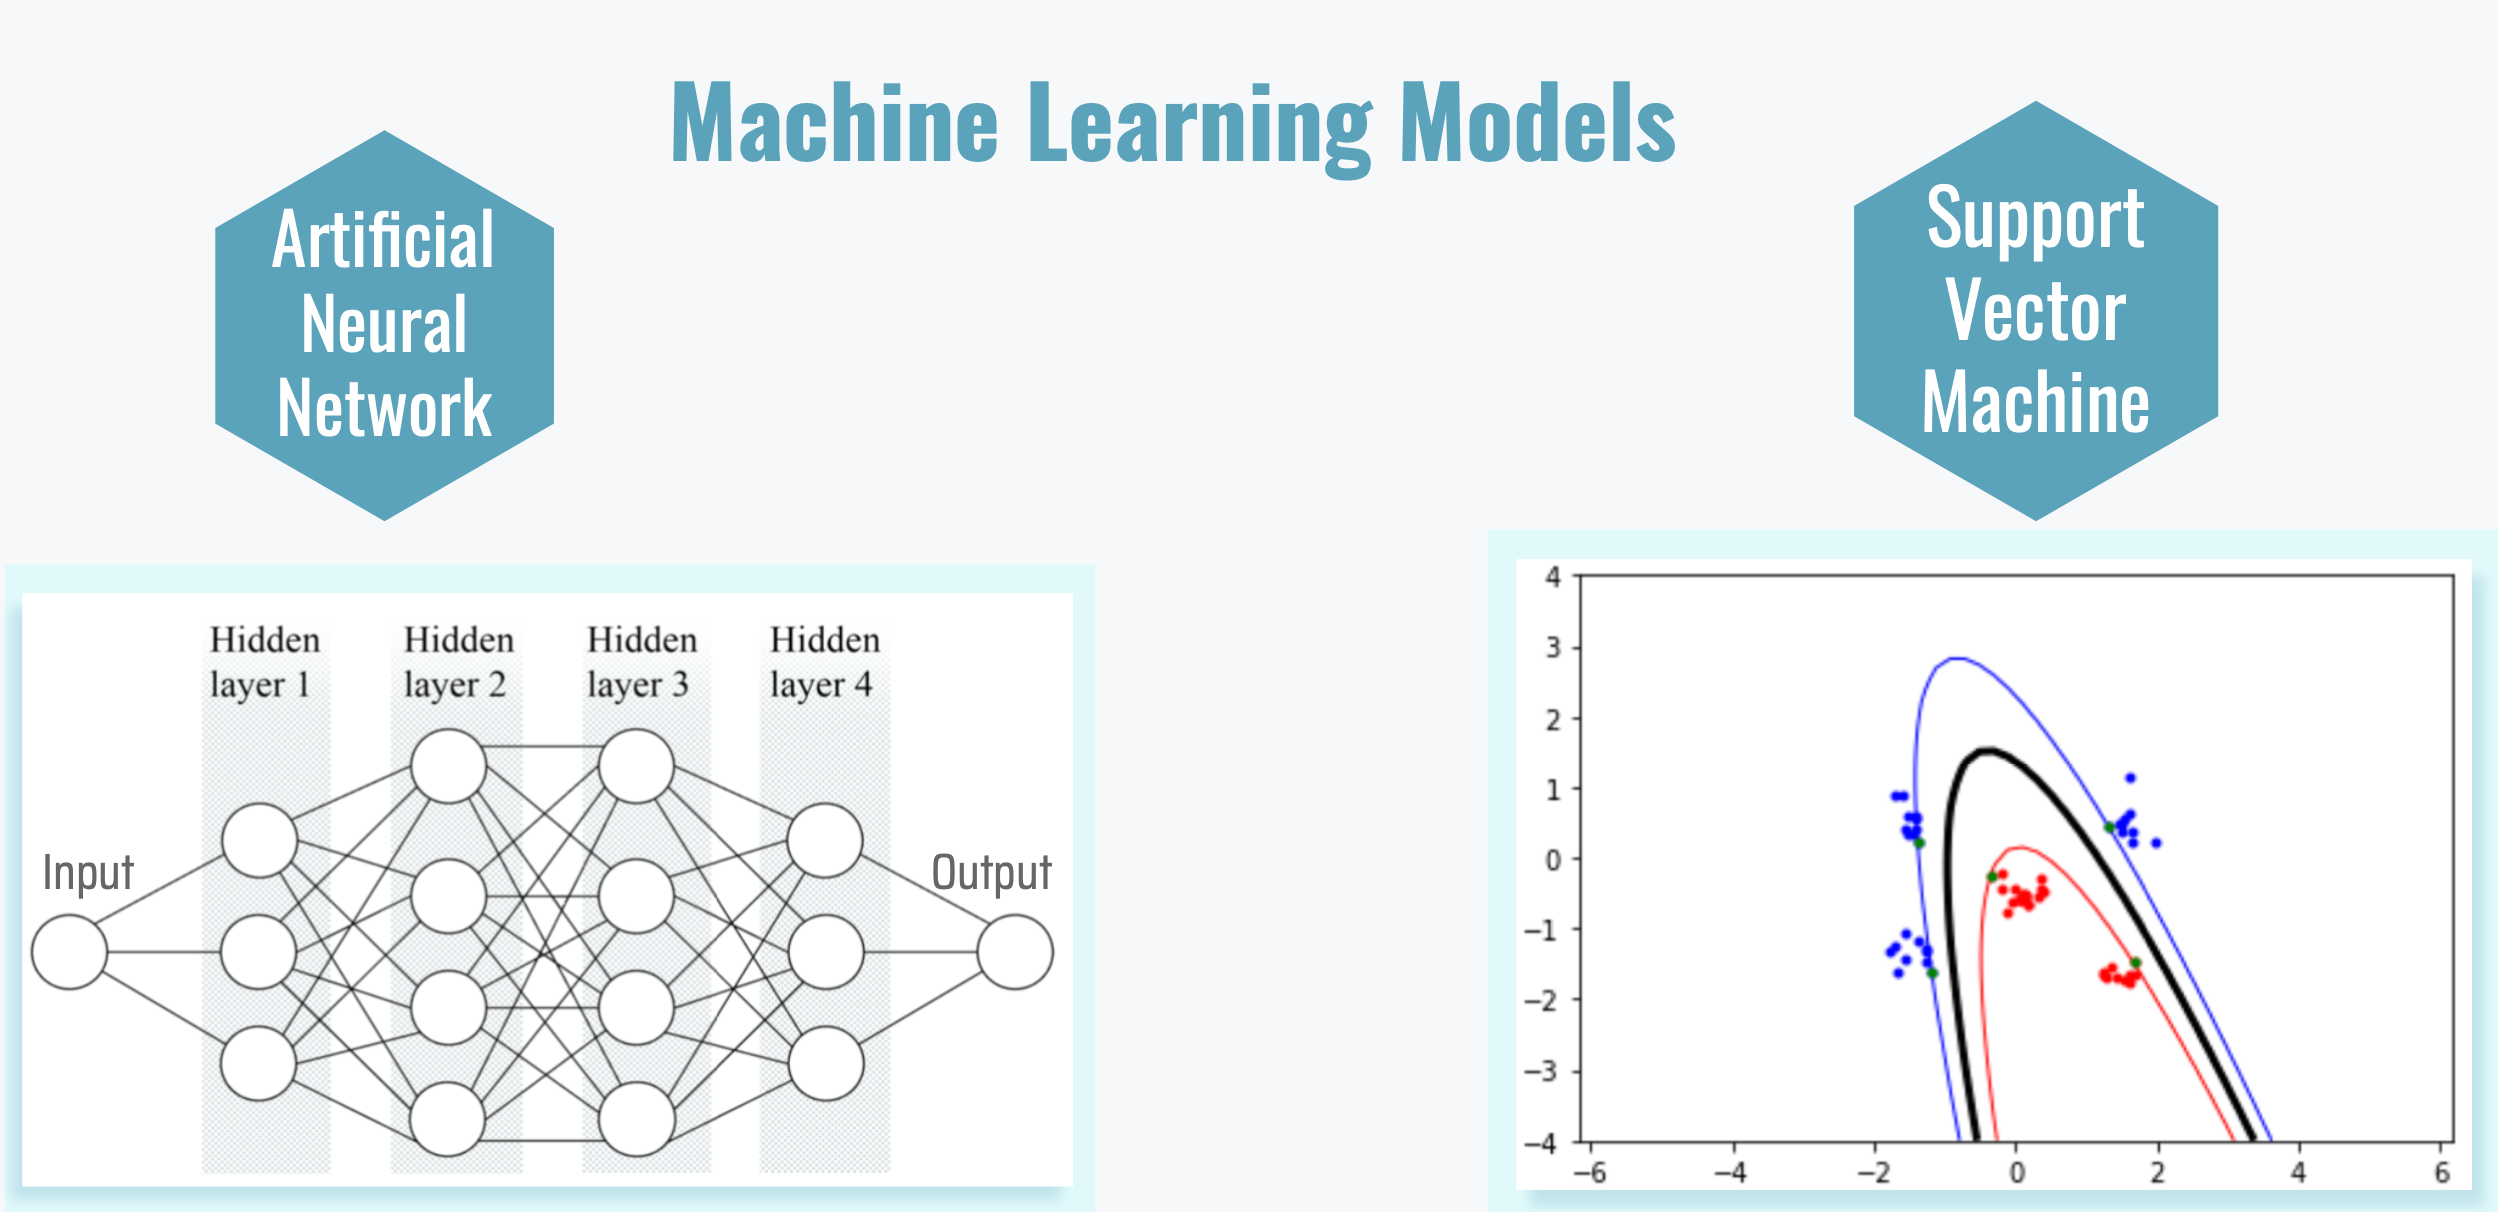 Machine Learning Models
Artificial
Neural
Network
Support
Vector
Machine
Hidden
layer 1
Hidden
layer 2
Hidden
layer 3
Hidden
layer 4
Input
Output
4
3
2
1
0
−1
−2
−3
−4
−6
−4
−2
0
2
4
6